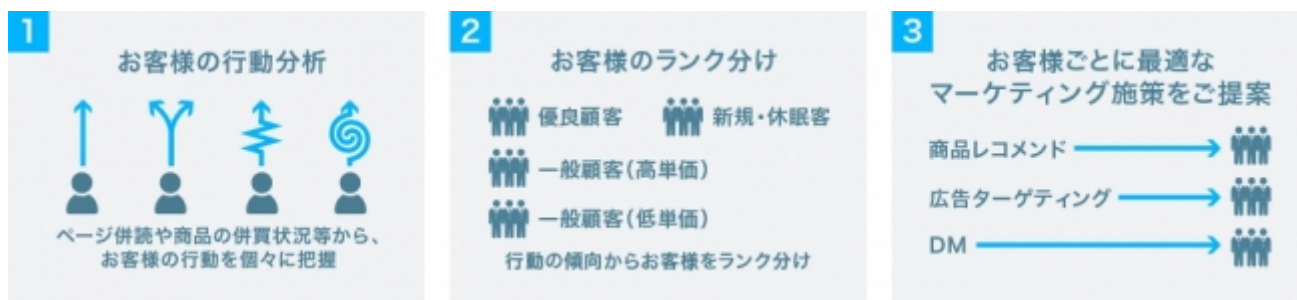 1
お客様の行動分析
ページ併読や商品の併買状況等から、
お客様の行動を個々に把握
2
お客様のランク分け
優良顧客 新規・休眠客
一般顧客(高単価)
一般顧客(低単価)
行動の傾向からお客様をランク分け
3
お客様ごとに最適な
マーケティング施策をご提案
商品レコメンド
広告ターゲティング
DM